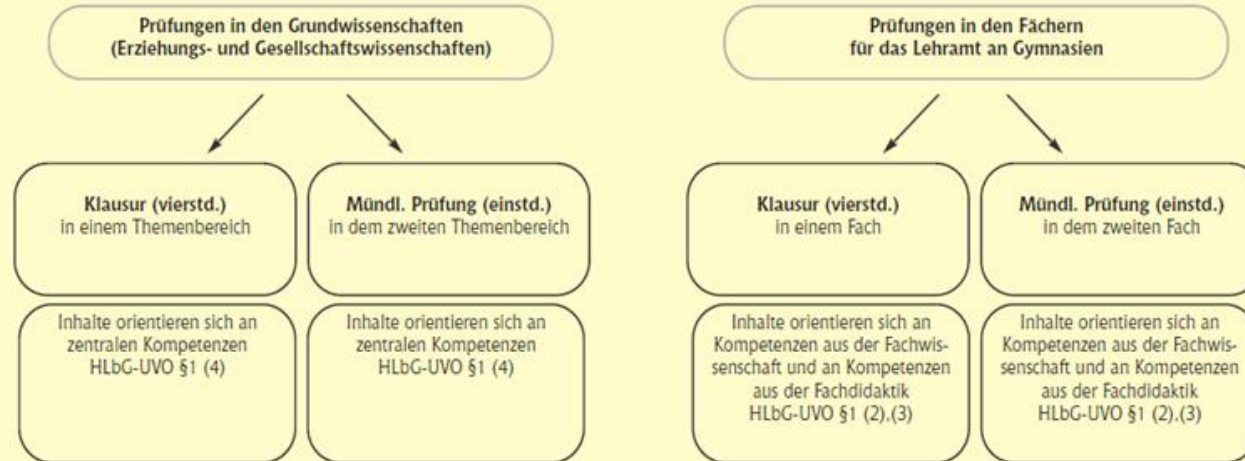 Prüfungen in den Grundwissenschaften
(Erziehungs- und Gesellschaftswissenschaften)
Klausur (vierstd.)
in einem Themenbereich
Mündl. Prüfung (einstd.)
in dem zweiten Themenbereich
Inhalte orientieren sich an
zentralen Kompetenzen
HLbG-UVO §1 (4)
Inhalte orientieren sich an
zentralen Kompetenzen
HLbG-UVO §1 (4)
Prüfungen in den Fächern
für das Lehramt an Gymnasien
Klausur (vierstd.)
in einem Fach
Mündl. Prüfung (einstd.)
in dem zweiten Fach
Inhalte orientieren sich an
Kompetenzen aus der Fachwis-
senschaft und an Kompetenzen
aus der Fachdidaktik
HLbG-UVO §1 (2).(3)
Inhalte orientieren sich an
Kompetenzen aus der Fachwis-
senschaft und an Kompetenzen
aus der Fachdidaktik
HLbG-UVO §1 (2).(3)